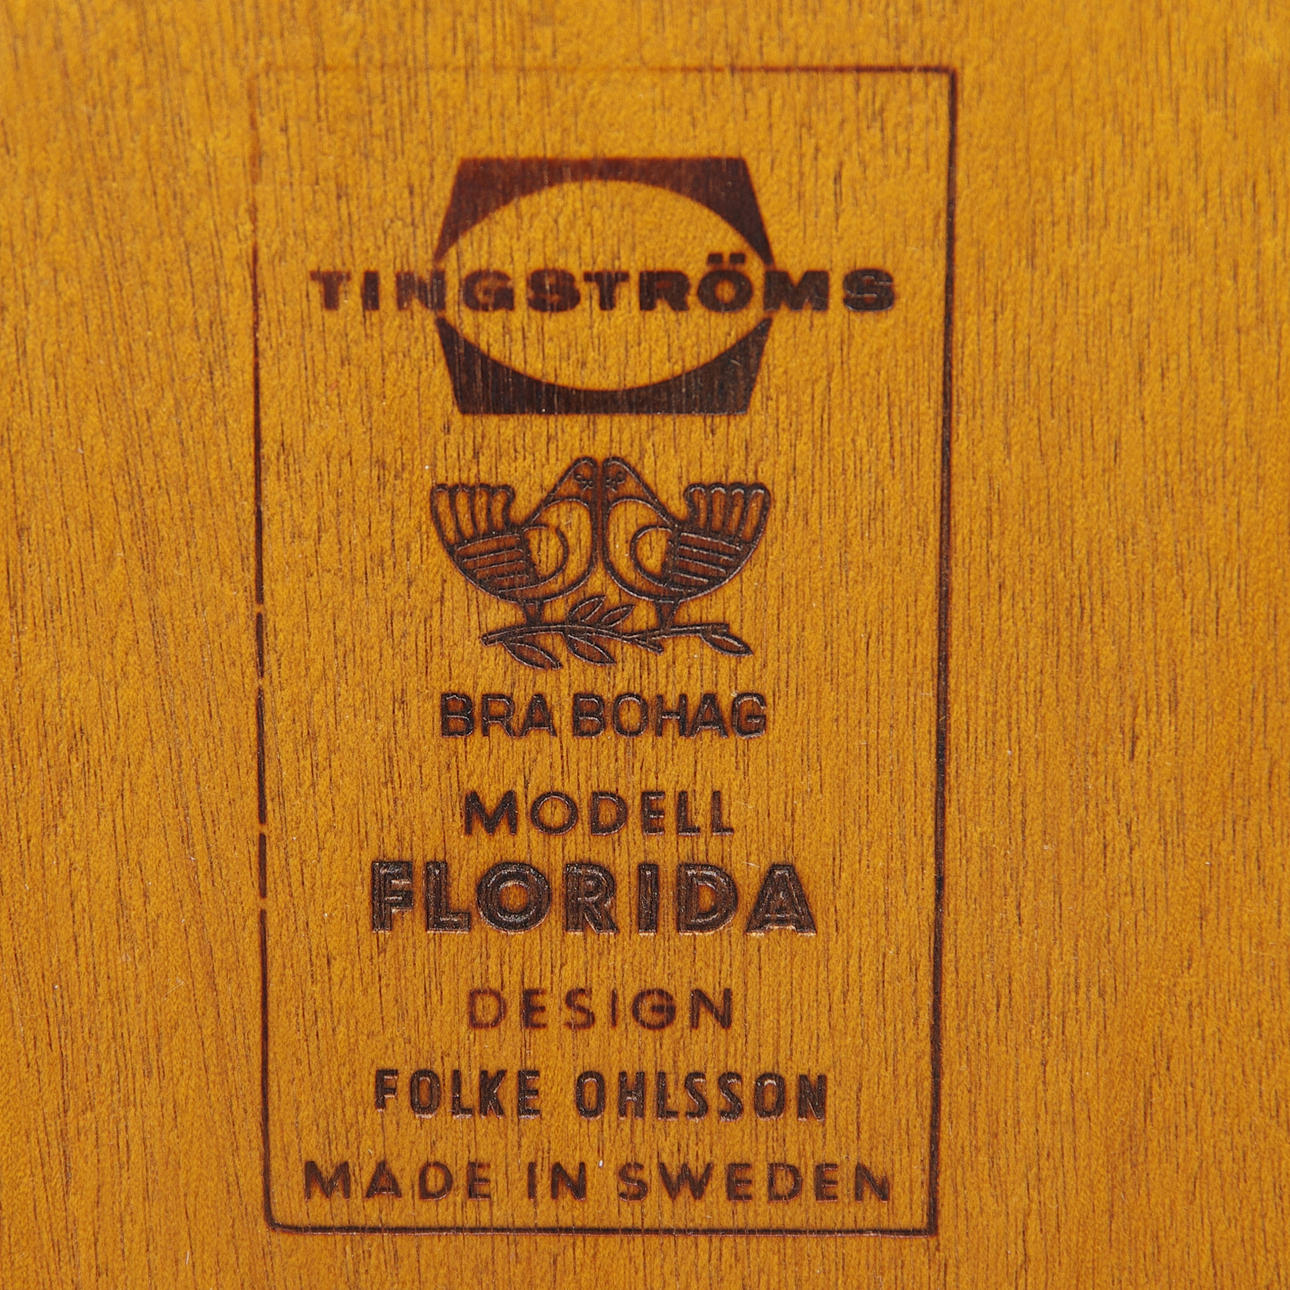 TINGSTRÖMS
BRA BOHAG
MODELL
FLORIDA
DESIGN
FOLKE OHLSSON
MADE IN SWEDEN